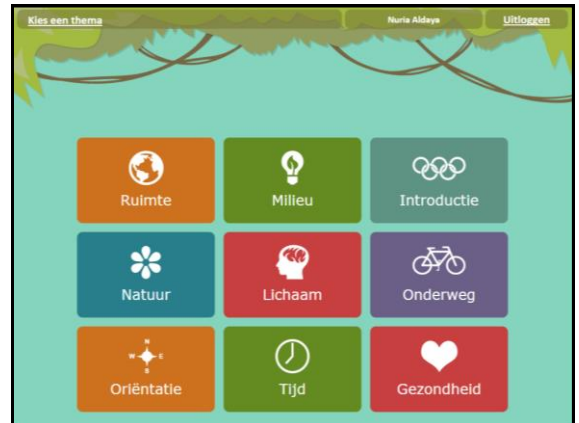 Kies een thema Nuria Aldaya Uitloggen
Ruimte Milieu Introductie
Natuur Lichaam Onderweg
N
W E
S
Oriëntatie Tijd Gezondheid